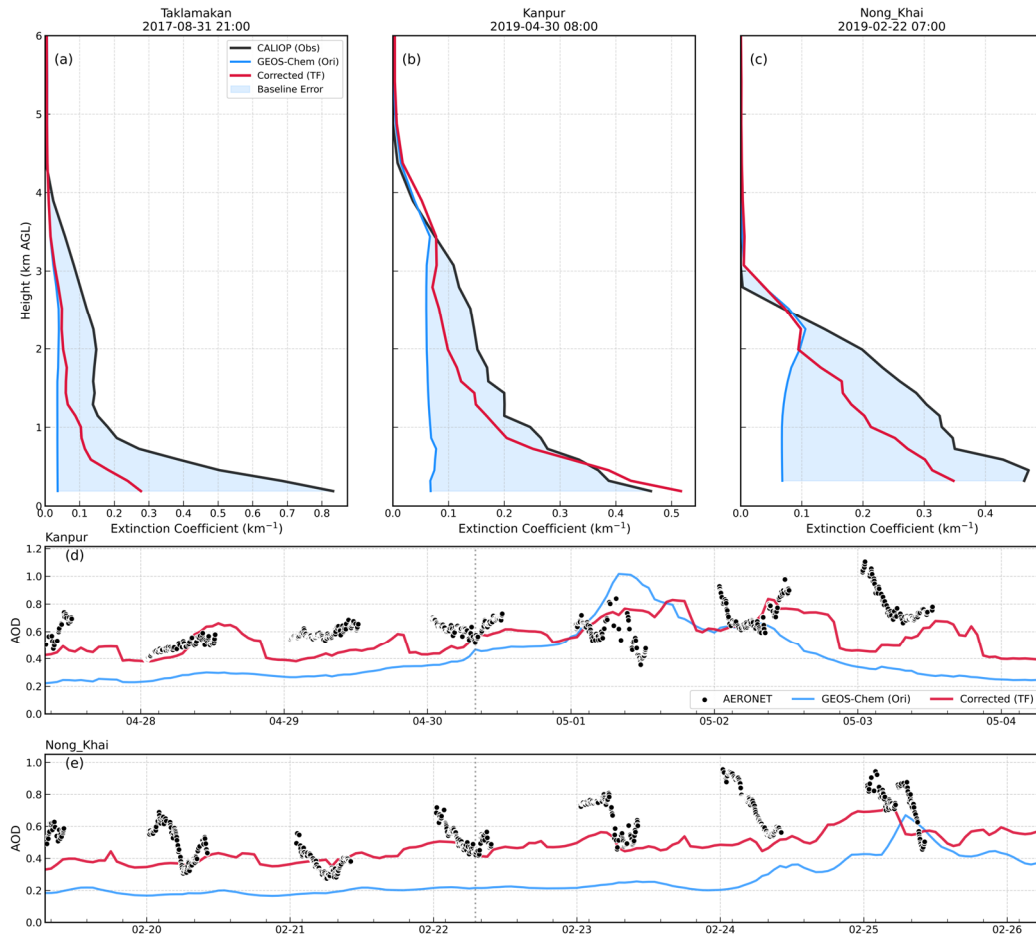 Taklamakan
2017-08-31 21:00
Kanpur
2019-04-30 08:00
Nong_Khai
2019-02-22 07:00
(a)
CALIOP (Obs)
GEOS-Chem (Ori)
Corrected (TF)
Baseline Error
(b)
(c)
Height (km AGL)
6
5
4
3
2
1
0
0.0 0.1 0.2 0.3 0.4 0.5 0.6 0.7 0.8
Extinction Coefficient (km⁻¹)
0.0 0.1 0.2 0.3 0.4 0.5
Extinction Coefficient (km⁻¹)
0.0 0.1 0.2 0.3 0.4
Extinction Coefficient (km⁻¹)
Kanpur
(d)
AOD
1.2
1.0
0.8
0.6
0.4
0.2
0.0
AERONET GEOS-Chem (Ori) Corrected (TF)
04-28 04-29 04-30 05-01 05-02 05-03 05-04
Nong_Khai
(e)
AOD
1.0
0.8
0.6
0.4
0.2
0.0
02-20 02-21 02-22 02-23 02-24 02-25 02-26